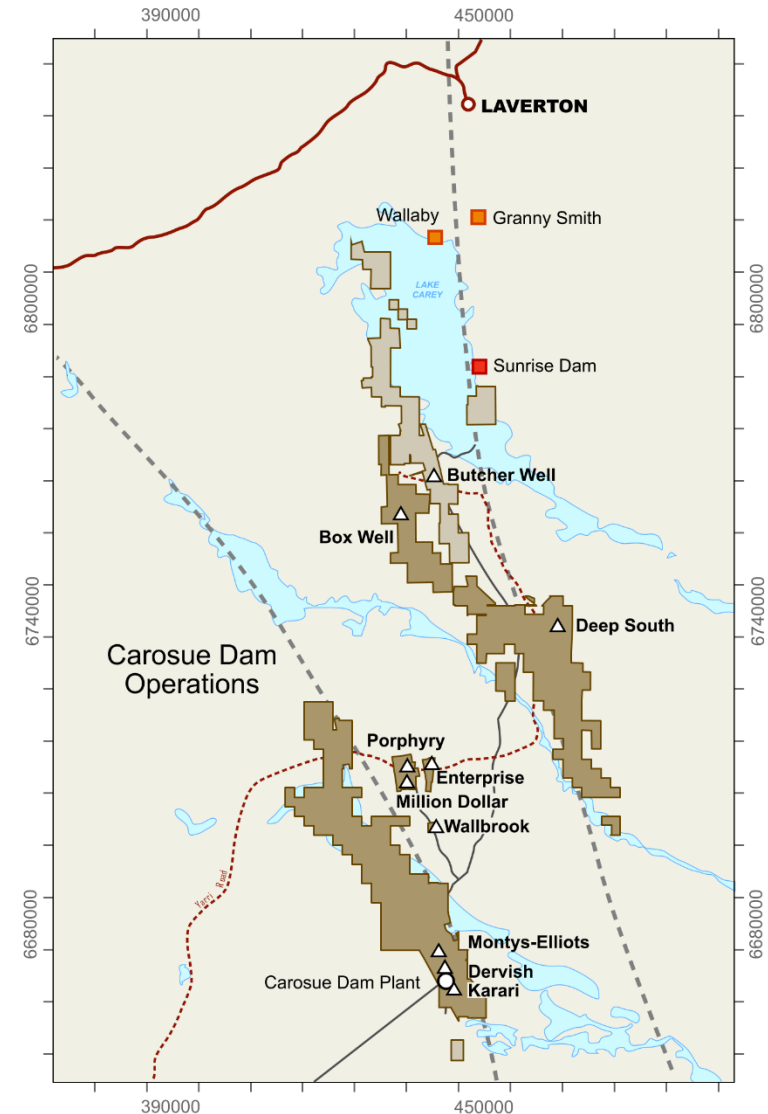 390000
450000
LAVERTON
Wallaby
Granny Smith
LAKE
CAREY
6800000
6800000
Sunrise Dam
Butcher Well
Box Well
6740000
6740000
Deep South
Carosue Dam
Operations
Porphyry
Enterprise
Million Dollar
Wallbrook
Yarri Road
6680000
6680000
Montys-Elliots
Dervish
Carosue Dam Plant
Karari
390000
450000